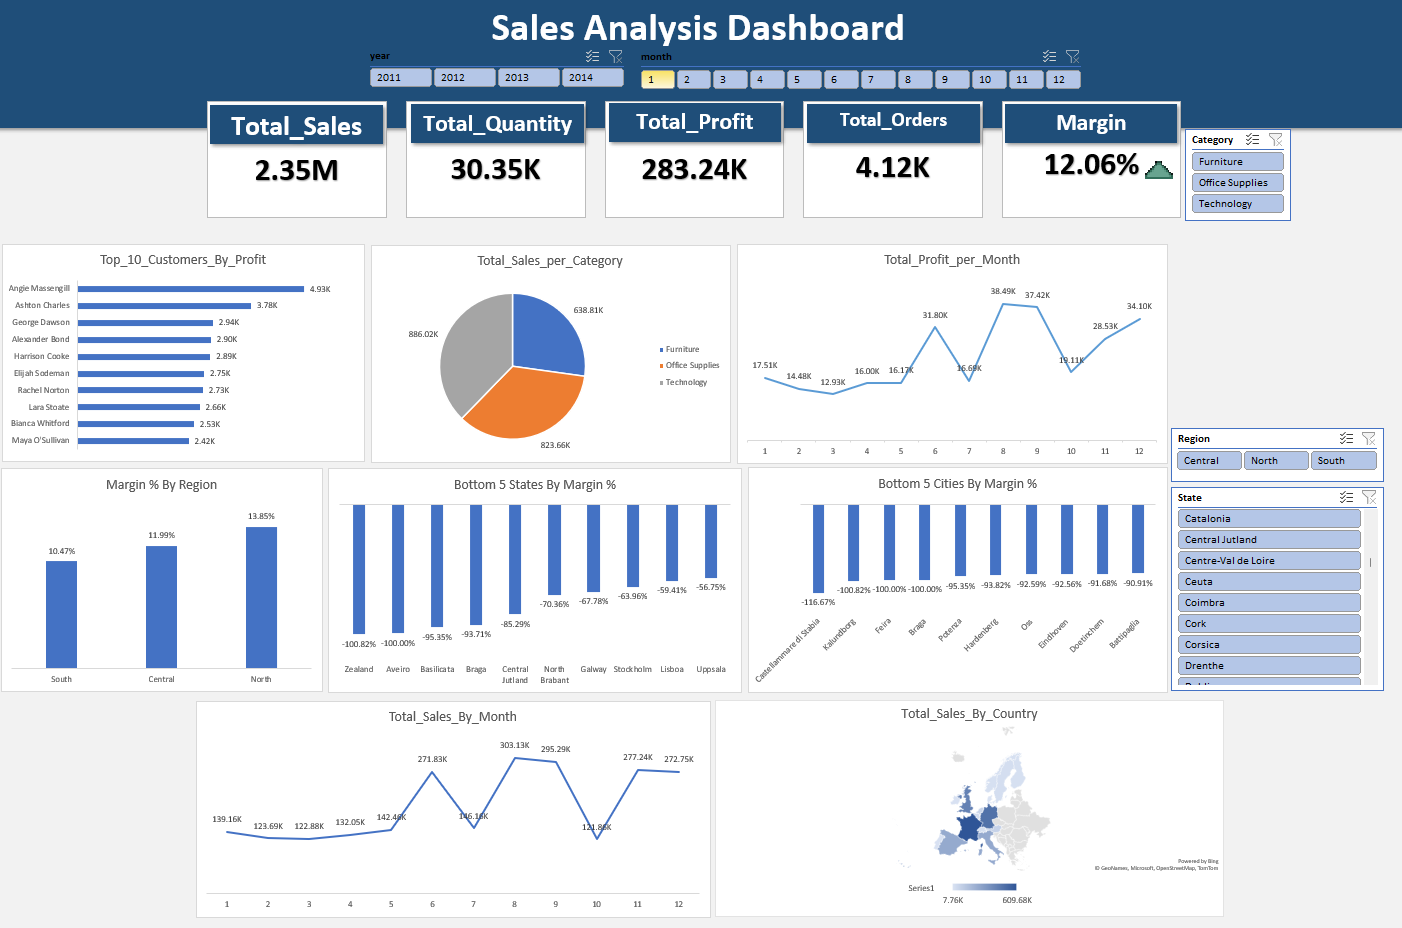 Sales Analysis Dashboard
year
2011 2012 2013 2014
month
1 2 3 4 5 6 7 8 9 10 11 12
Total_Sales
2.35M
Total_Quantity
30.35K
Total_Profit
283.24K
Total_Orders
4.12K
Margin
12.06%
Category
Furniture
Office Supplies
Technology
Top_10_Customers_By_Profit
Angie Massengill 4.93K
Ashton Charles 3.78K
George Dawson 2.94K
Alexander Bond 2.90K
Harrison Cooke 2.89K
Elijah Sodeman 2.75K
Rachel Norton 2.73K
Lara Stoate 2.66K
Bianca Whitford 2.53K
Maya O'Sullivan 2.42K
Total_Sales_per_Category
638.81K
886.02K
823.66K
Furniture
Office Supplies
Technology
Total_Profit_per_Month
17.51K 14.48K 12.93K 16.00K 16.17K 31.80K 16.69K 38.49K 37.42K 19.11K 28.53K 34.10K
1 2 3 4 5 6 7 8 9 10 11 12
Region
Central North South
State
Catalonia
Central Jutland
Centre-Val de Loire
Ceuta
Coimbra
Cork
Corsica
Drenthe
Margin % By Region
10.47% 11.99% 13.85%
South Central North
Bottom 5 States By Margin %
-100.82% -100.00% -95.35% -93.71% -85.29% -70.36% -67.78% -63.96% -59.41% -56.75%
Zealand Aveiro Basilicata Braga Central North Galway Stockholm Lisboa Uppsala
Jutland Brabant
Bottom 5 Cities By Margin %
-116.67% -100.82% -100.00% -100.00% -95.35% -93.82% -92.59% -92.56% -91.68% -90.91%
Castellammare di Stabia Kalundborg Feira Braga Potenza Hardenberg Oss Eindhoven Doetinchem Battipaglia
Total_Sales_By_Month
139.16K 123.69K 122.88K 132.05K 142.46K 271.83K 146.16K 303.13K 295.29K 121.86K 277.24K 272.75K
1 2 3 4 5 6 7 8 9 10 11 12
Total_Sales_By_Country
Powered by Bing
© GeoNames, Microsoft, OpenStreetMap, TomTom
Series1
7.76K 609.68K